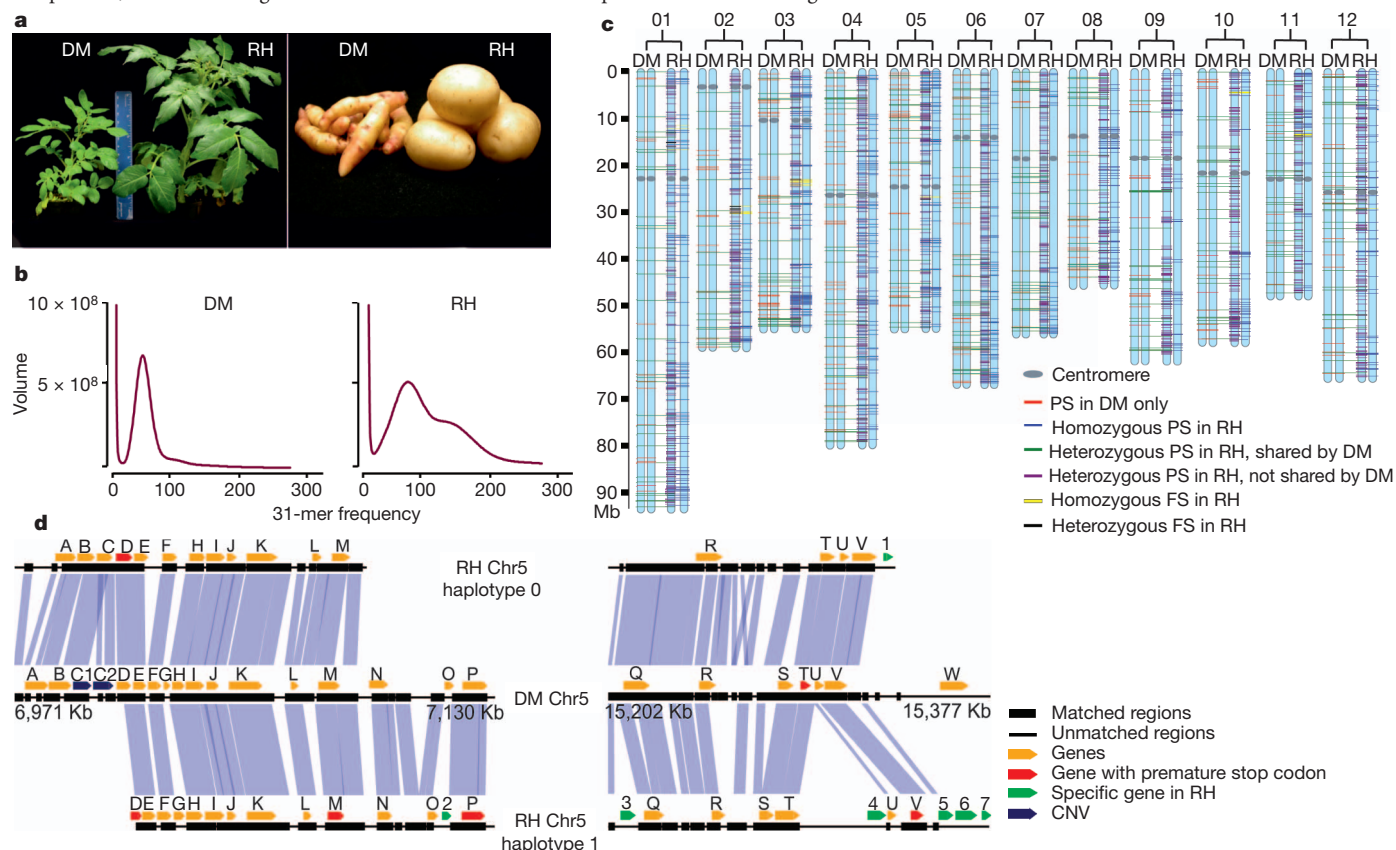 a
DM RH DM RH
b
10 × 10⁸
5 × 10⁸
Volume
DM
RH
0 100 200 300 0 100 200 300
31-mer frequency
c
01 02 03 04 05 06 07 08 09 10 11 12
DM RH DM RH DM RH DM RH DM RH DM RH DM RH DM RH DM RH DM RH DM RH DM RH
0
10
20
30
40
50
60
70
80
90
Mb
Centromere
PS in DM only
Homozygous PS in RH
Heterozygous PS in RH, shared by DM
Heterozygous PS in RH, not shared by DM
Homozygous FS in RH
Heterozygous FS in RH
d
A B C D E F H I J K L M
RH Chr5
haplotype 0
R T U V 1
A B C1 C2 D E F G H I J K L M N O P
DM Chr5
Q R S T U V W
6,971 Kb 7,130 Kb
15,202 Kb 15,377 Kb
D E F G H I J K L M N O 2 P
RH Chr5
haplotype 1
3 Q R S T 4 U V 5 6 7
Matched regions
Unmatched regions
Genes
Gene with premature stop codon
Specific gene in RH
CNV